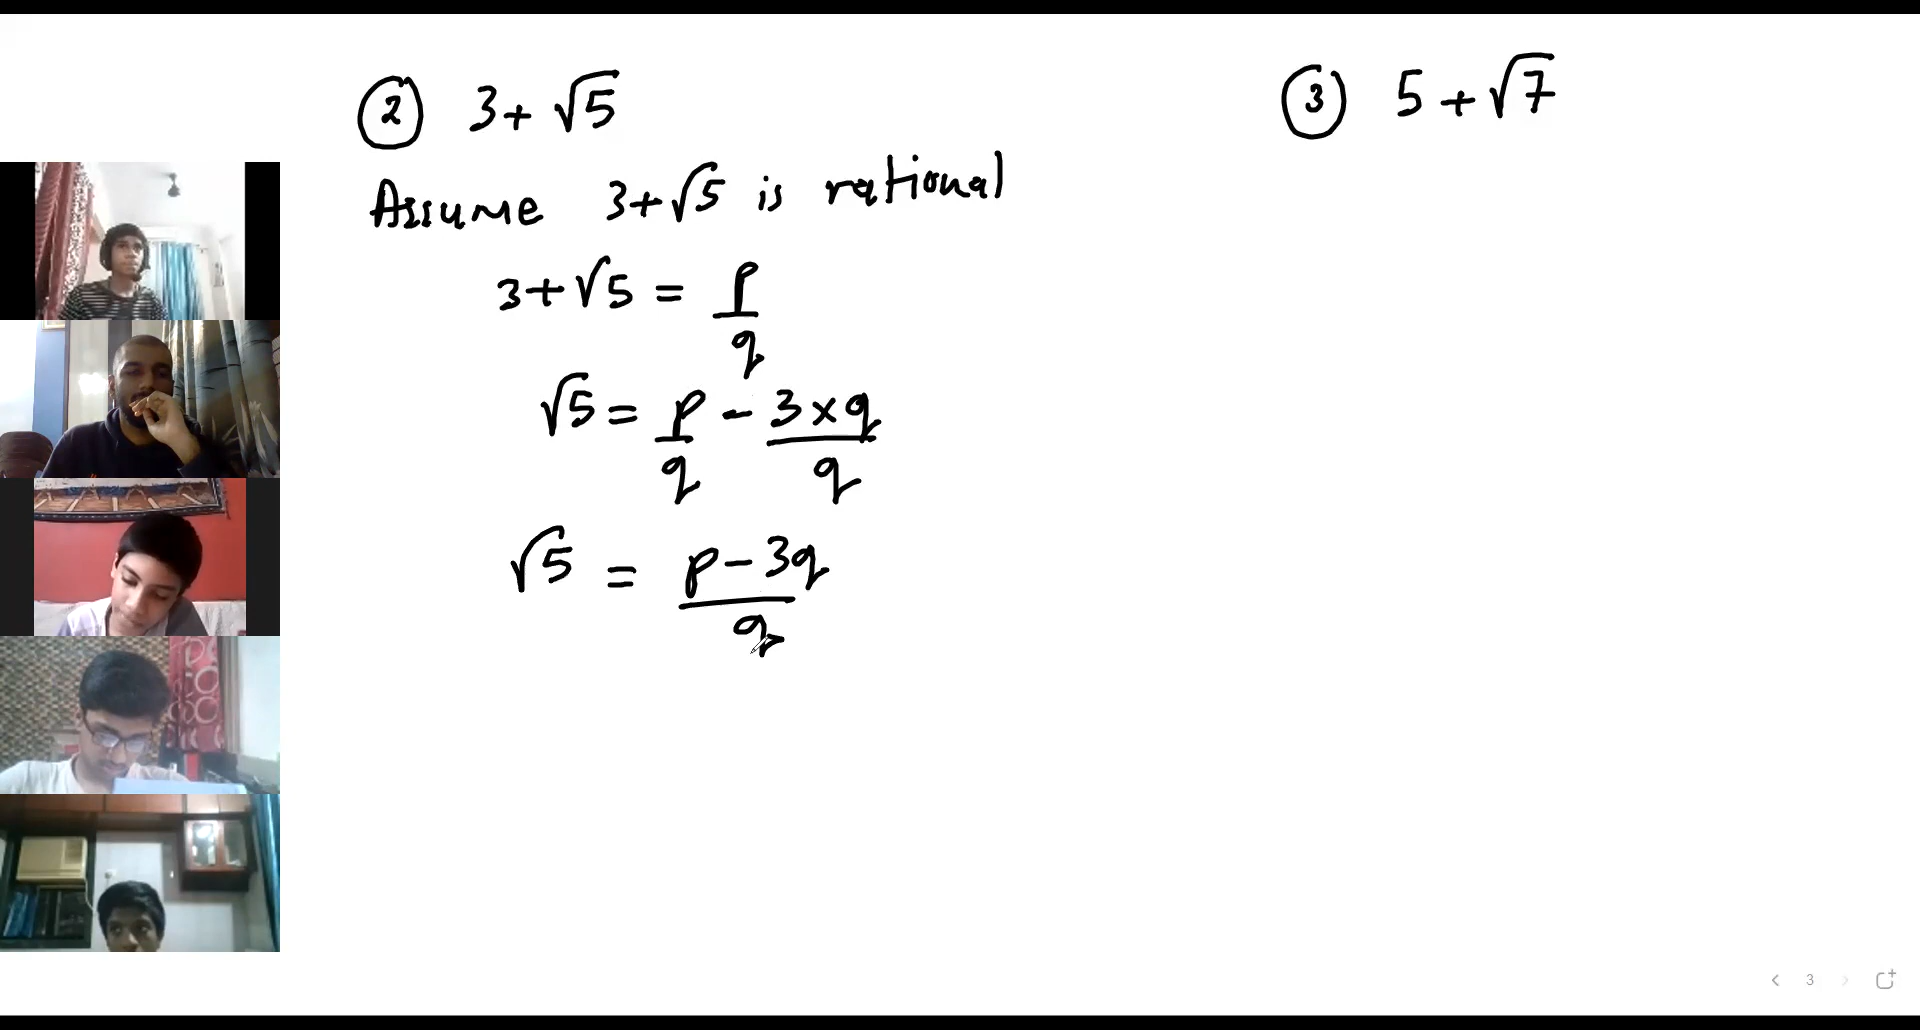 ② 3 + √5
Assume 3+√5 is rational
3+√5 = p/q
√5 = p/q - 3×q/q
√5 = p-3q/q
③ 5 + √7
3